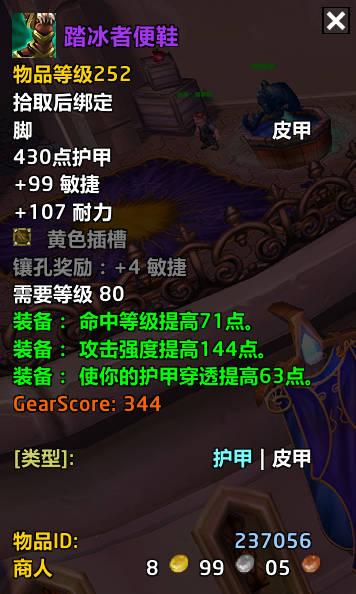 踏冰者便鞋
物品等级252
拾取后绑定
脚 皮甲
430点护甲
+99 敏捷
+107 耐力
黄色插槽
镶孔奖励：+4 敏捷
需要等级 80
装备：命中等级提高71点。
装备：攻击强度提高144点。
装备：使你的护甲穿透提高63点。
GearScore: 344
[类型]: 护甲 | 皮甲
物品ID: 237056
商人 8 99 05